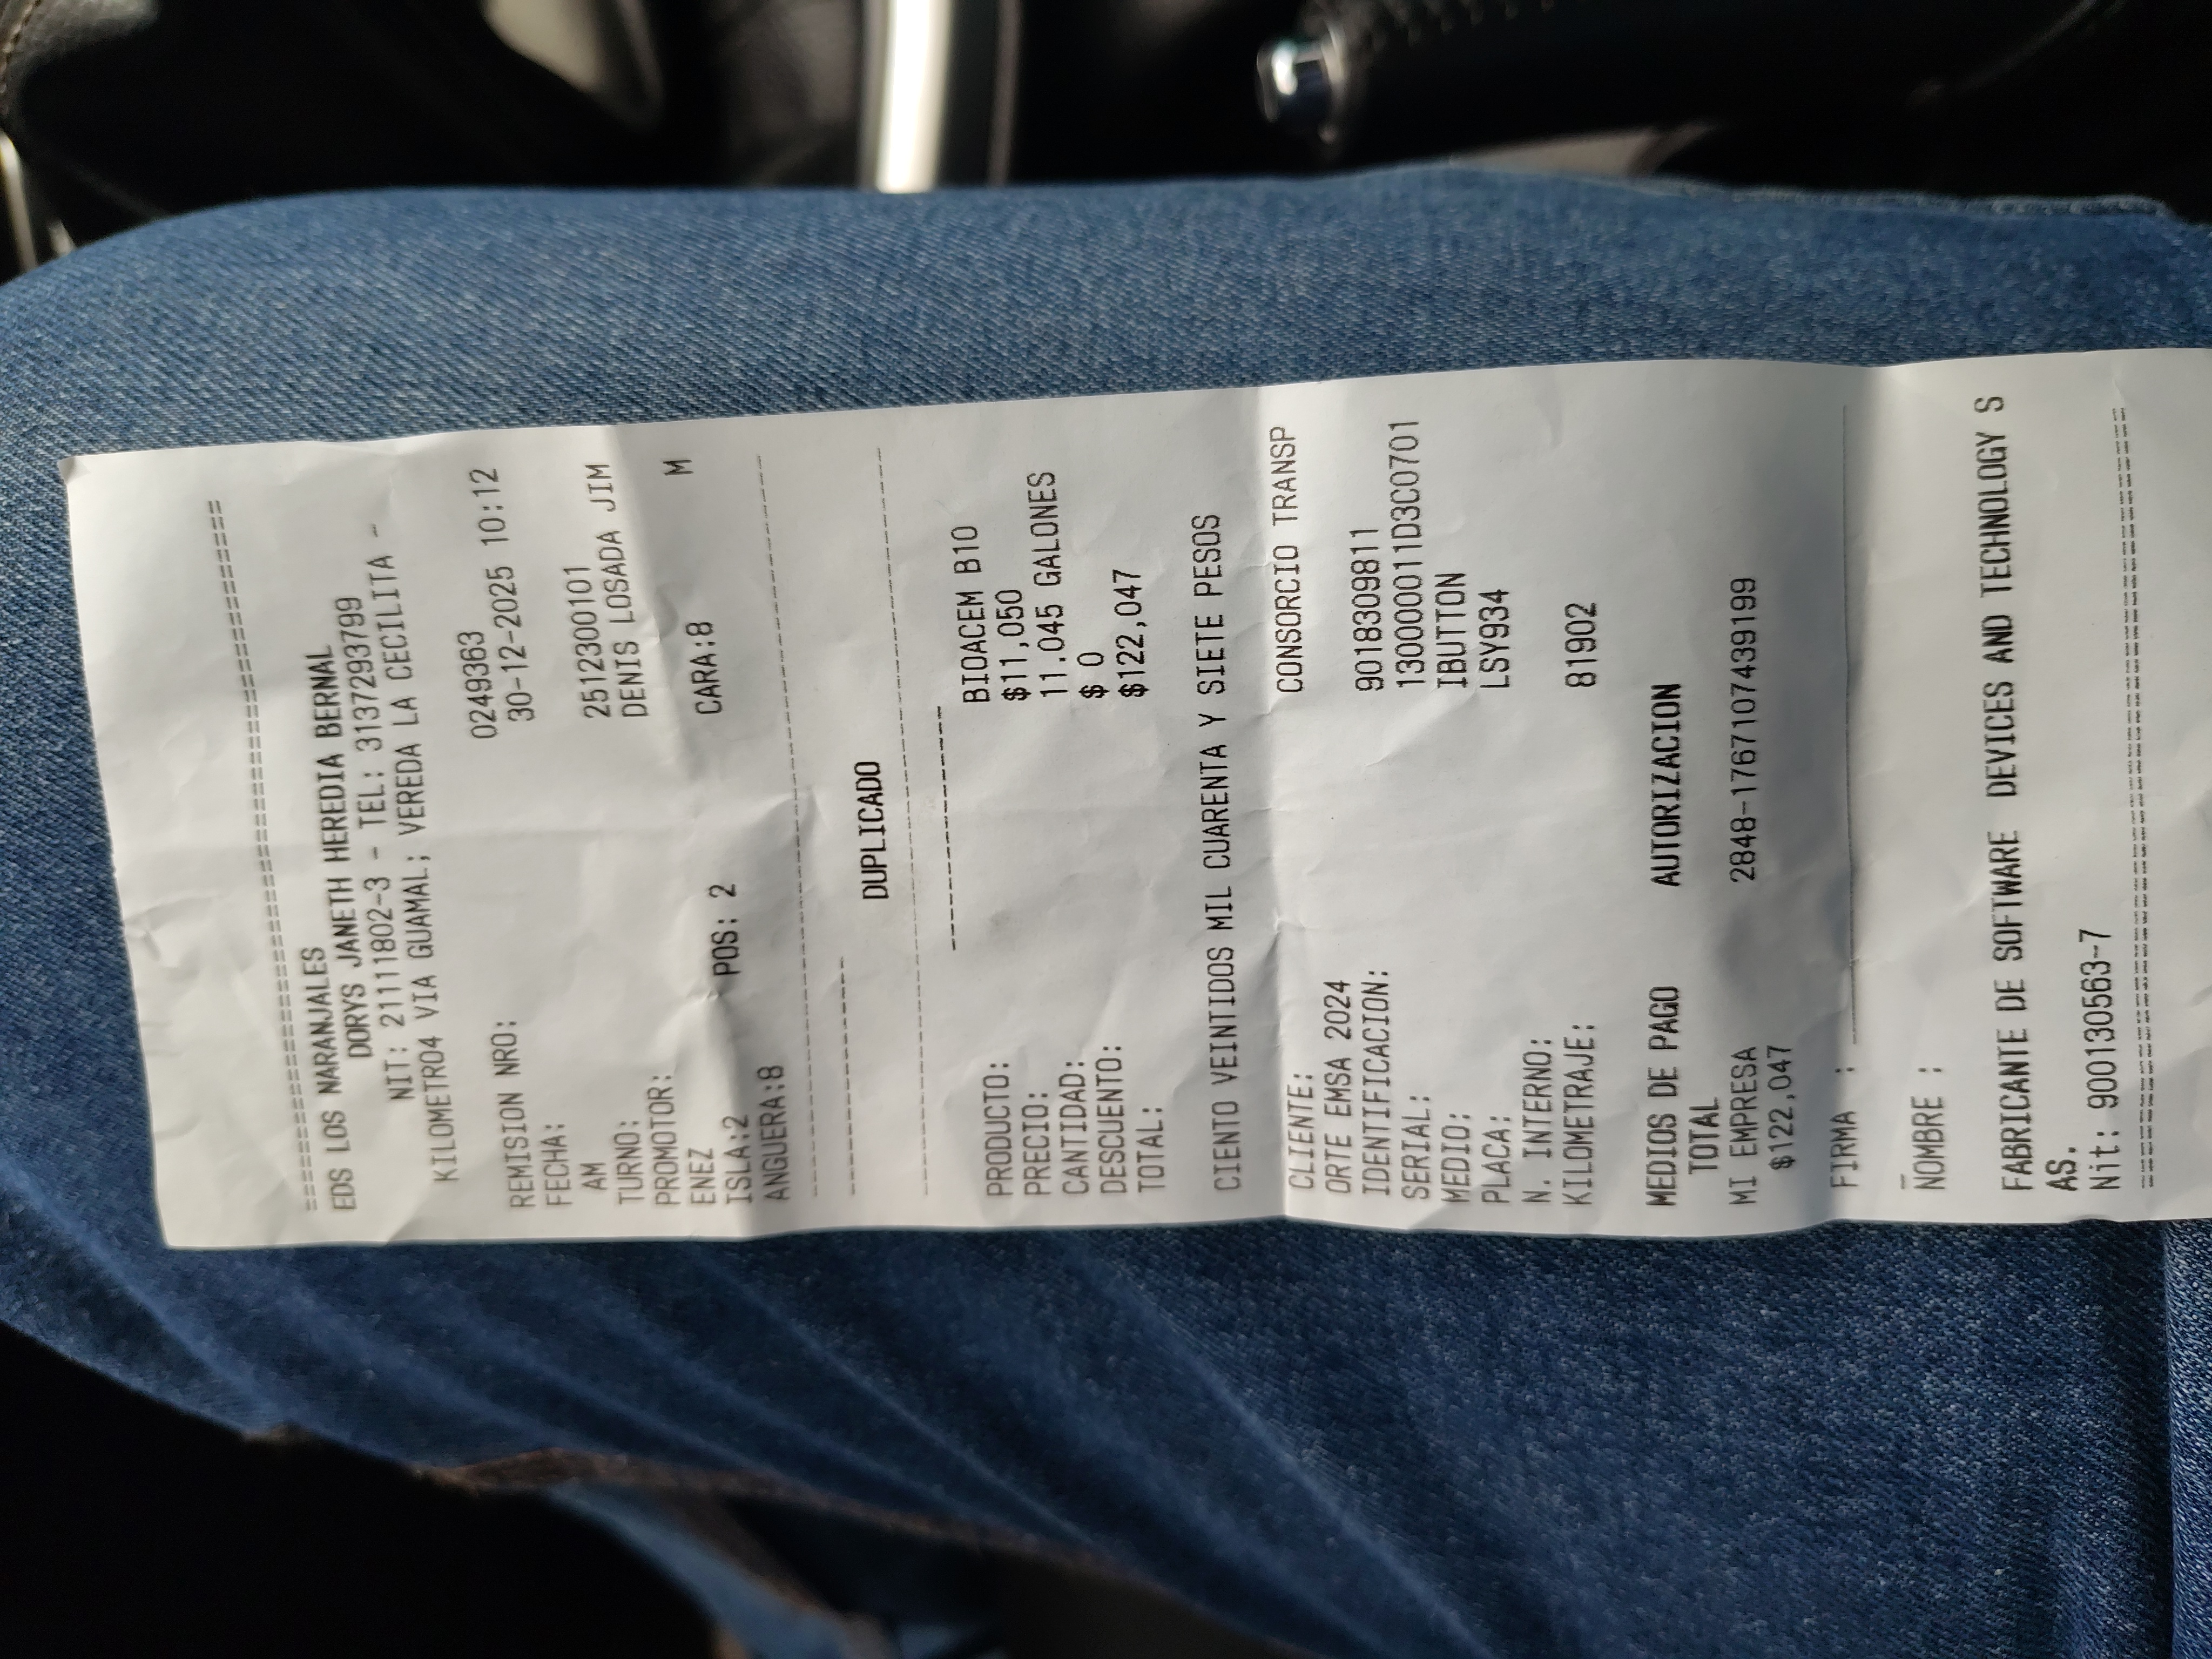 ================================================
EDS LOS NARANJALES
DORYS JANETH HEREDIA BERNAL
NIT: 21111802-3 - TEL: 3137293799
KILOMETRO4 VIA GUAMAL; VEREDA LA CECILITA -
REMISION NRO: 0249363
FECHA: 30-12-2025 10:12
AM
TURNO: 2512300101
PROMOTOR: DENIS LOSADA JIM
ENEZ
ISLA:2 POS: 2 CARA:8 M
ANGUERA:8
DUPLICADO
PRODUCTO: BIOACEM B10
PRECIO: $11,050
CANTIDAD: 11.045 GALONES
DESCUENTO: $ 0
TOTAL: $122,047
CIENTO VEINTIDOS MIL CUARENTA Y SIETE PESOS
CLIENTE: CONSORCIO TRANSP
ORTE EMSA 2024
IDENTIFICACION: 9018309811
SERIAL: 130000011D3C0701
MEDIO: IBUTTON
PLACA: LSY934
N. INTERNO:
KILOMETRAJE: 81902
MEDIOS DE PAGO AUTORIZACION
TOTAL
MI EMPRESA 2848-1767107439199
$122,047
FIRMA :
NOMBRE :
FABRICANTE DE SOFTWARE DEVICES AND TECHNOLOGY S
AS.
Nit: 900130563-7